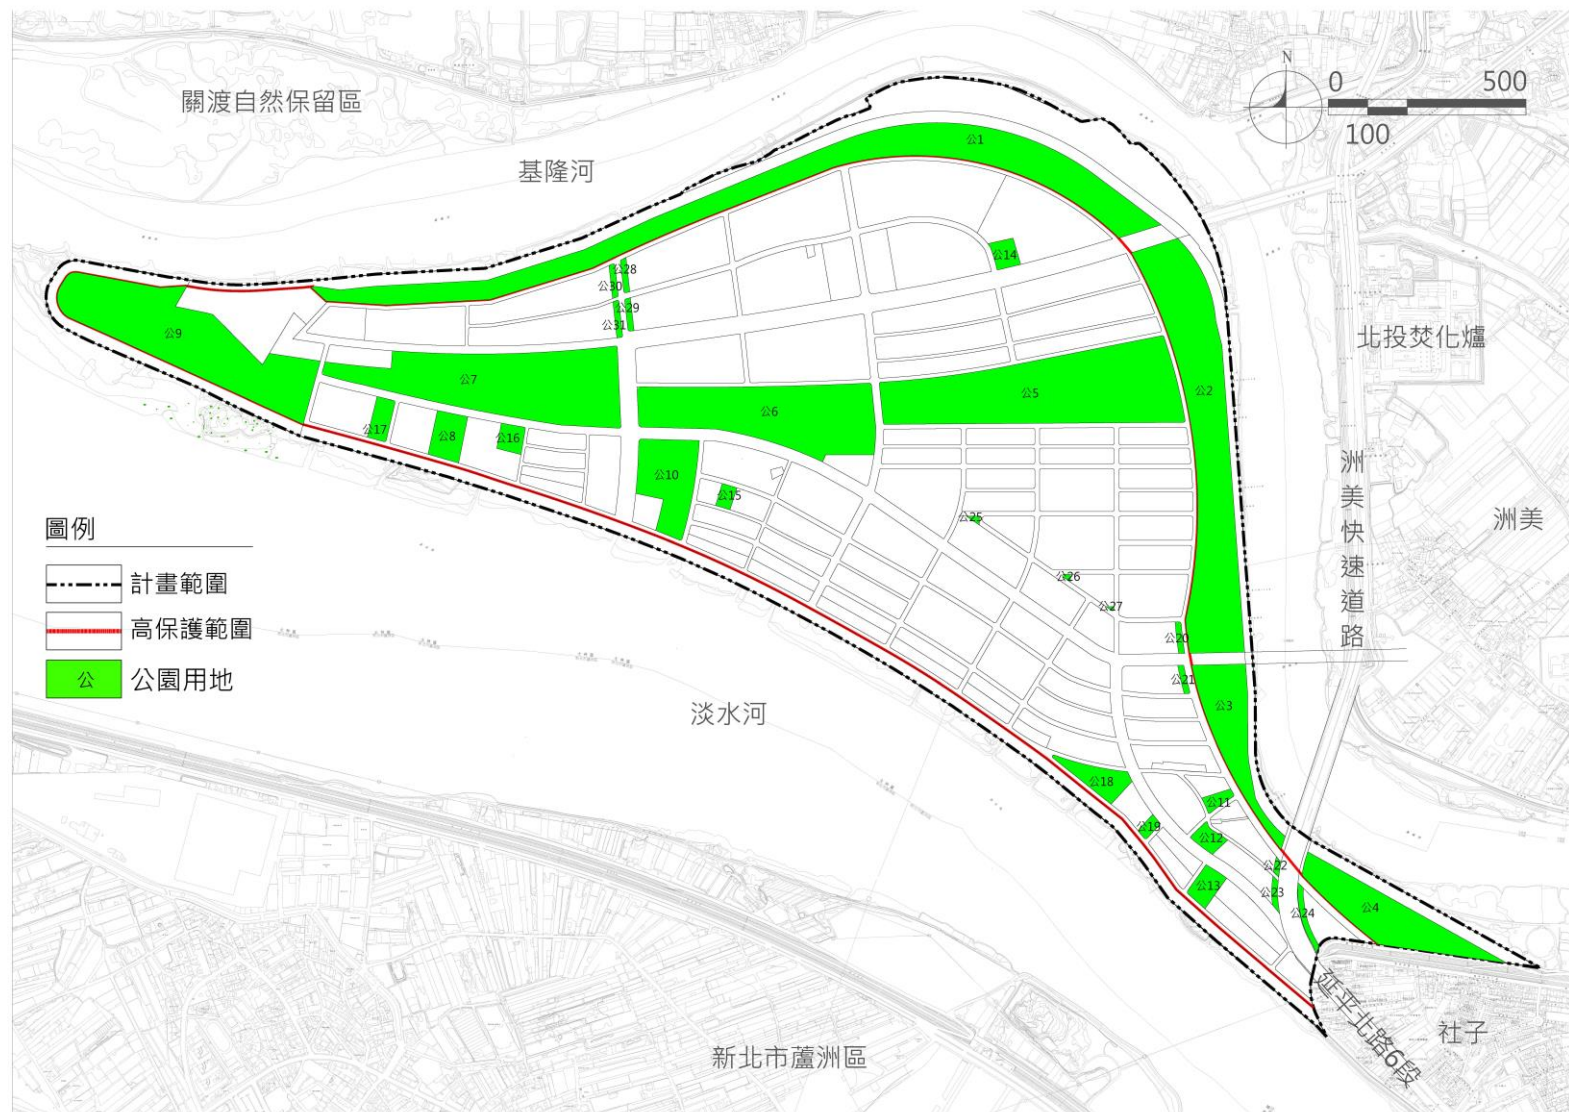 關渡自然保留區
基隆河
N
0
500
100
公1
公14
公28
公30
公29
公31
公9
公7
公6
公5
公2
北投焚化爐
公17
公8
公16
公10
公15
公25
公26
公27
公20
公21
公3
洲美快速道路
洲美
圖例
計畫範圍
高保護範圍
公 公園用地
淡水河
公18
公11
公19
公12
公13
公22
公23
公24
公4
延平北路6段
社子
新北市蘆洲區